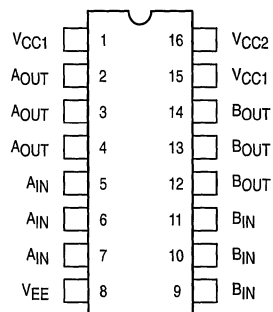 VCC1 1 16 VCC2
AOUT 2 15 VCC1
AOUT 3 14 BOUT
AOUT 4 13 BOUT
AIN 5 12 BOUT
AIN 6 11 BIN
AIN 7 10 BIN
VEE 8 9 BIN